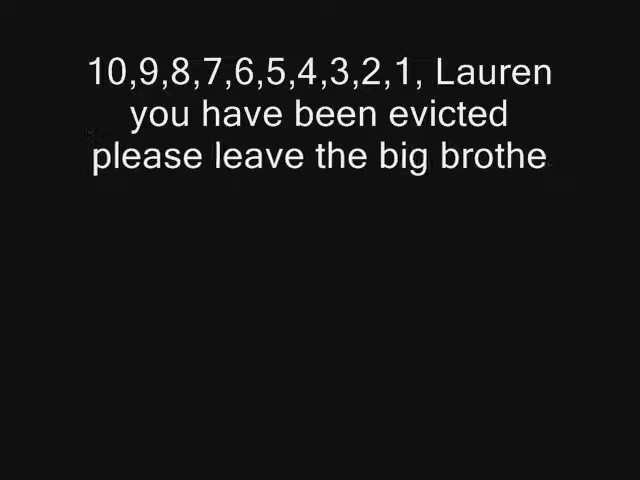 10,9,8,7,6,5,4,3,2,1, Lauren
you have been evicted
please leave the big brothe